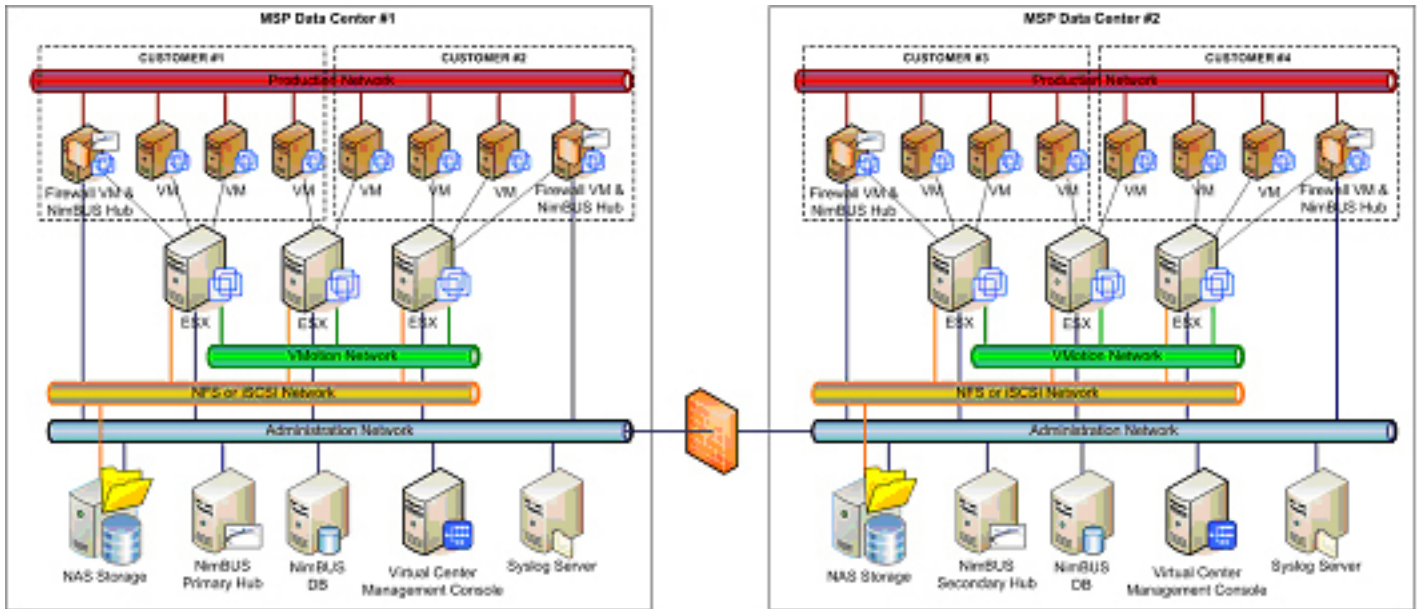 MSP Data Center #1
CUSTOMER #1
CUSTOMER #2
Production Network
Firewall VM &
NimBUS Hub
VM
VM
VM
VM
VM
VM
Firewall VM &
NimBUS Hub
ESX
ESX
ESX
VMotion Network
NFS or iSCSI Network
Administration Network
NAS Storage
NimBUS
Primary Hub
NimBUS
DB
Virtual Center
Management Console
Syslog Server
MSP Data Center #2
CUSTOMER #3
CUSTOMER #4
Production Network
Firewall VM &
NimBUS Hub
VM
VM
VM
VM
VM
VM
Firewall VM &
NimBUS Hub
ESX
ESX
ESX
VMotion Network
NFS or iSCSI Network
Administration Network
NAS Storage
NimBUS
Secondary Hub
NimBUS
DB
Virtual Center
Management Console
Syslog Server